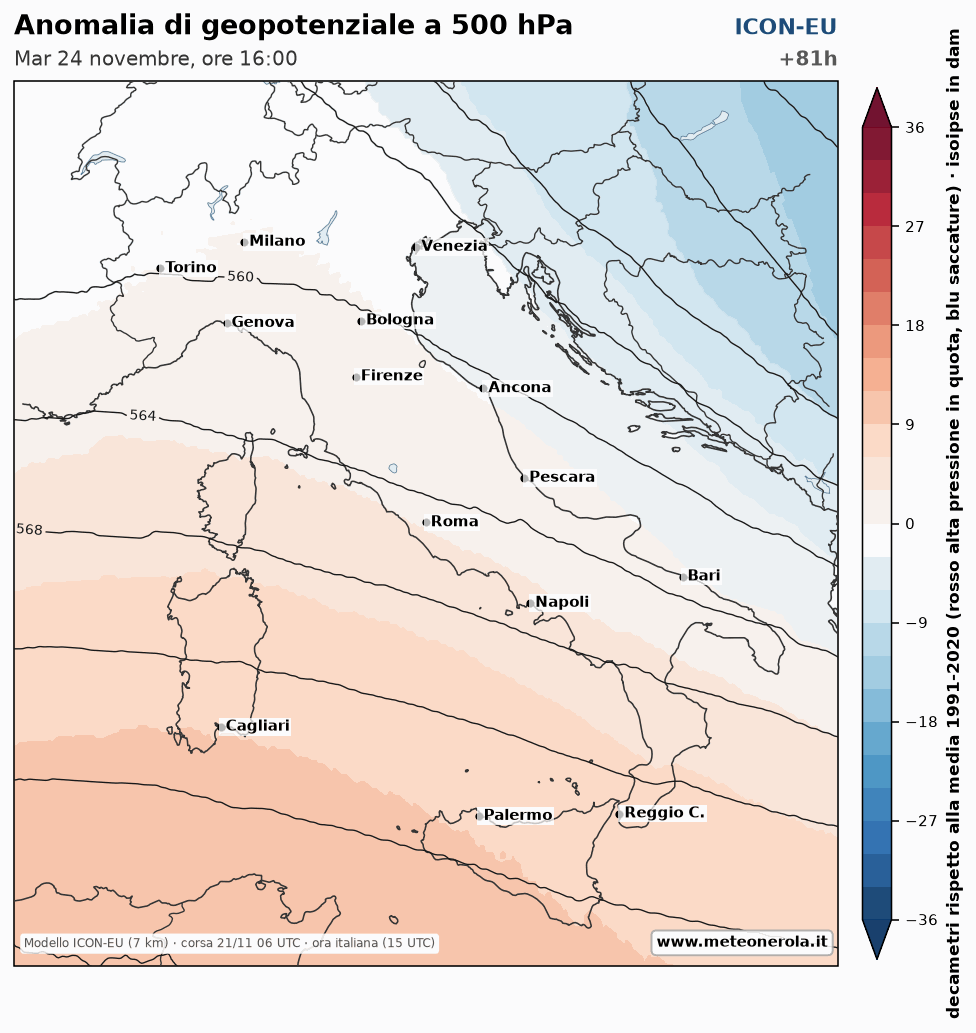 Anomalia di geopotenziale a 500 hPa
ICON-EU
Mar 24 novembre, ore 16:00
+81h
Milano
Venezia
Torino
560
Genova
Bologna
Firenze
Ancona
564
Pescara
Roma
568
Bari
Napoli
Cagliari
Palermo
Reggio C.
Modello ICON-EU (7 km) · corsa 21/11 06 UTC · ora italiana (15 UTC)
www.meteonerola.it
36
27
18
9
0
−9
−18
−27
−36
decametri rispetto alla media 1991-2020 (rosso alta pressione in quota, blu saccature) · isoipse in dam